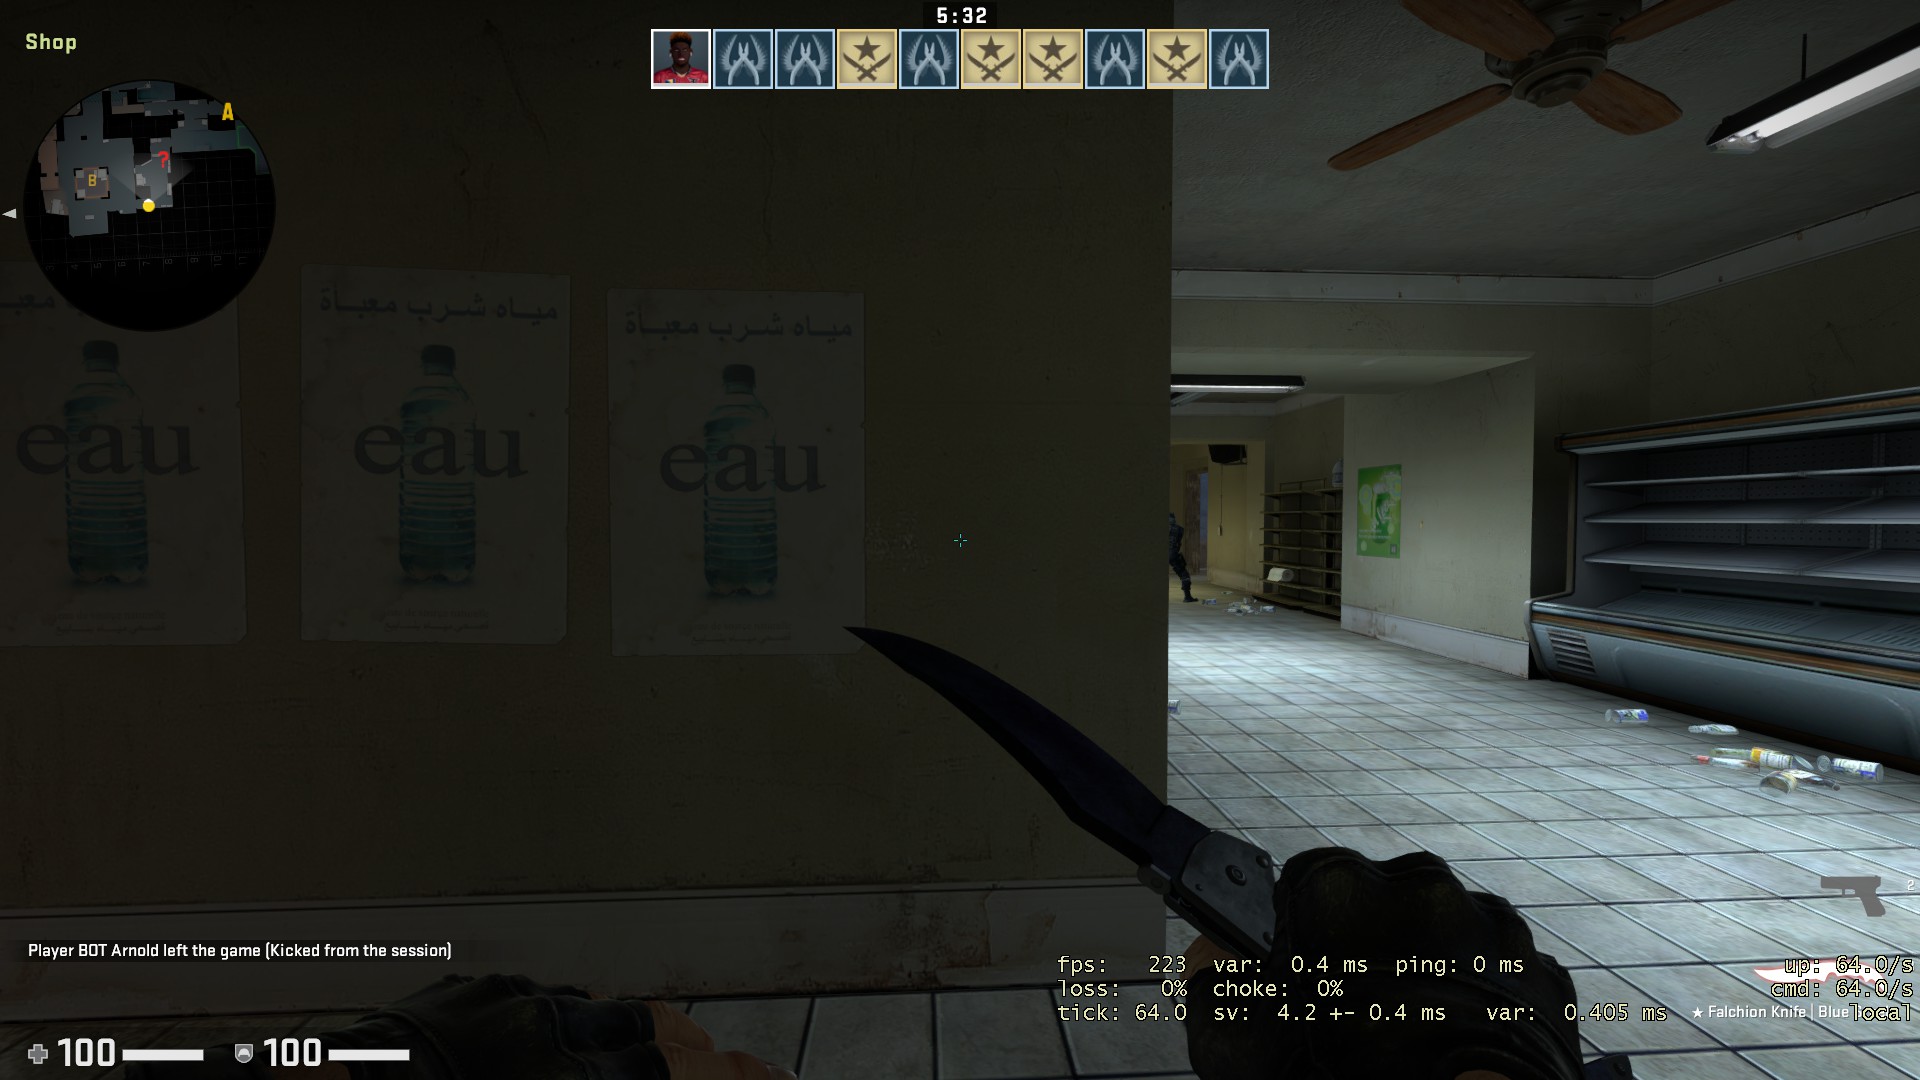 5:32
Shop
A
?
B
مياه شرب معبأة
مياه شرب معبأة
eau
eau
eau
Player BOT Arnold left the game (Kicked from the session)
fps: 223 var: 0.4 ms ping: 0 ms
loss: 0% choke: 0%
tick: 64.0 sv: 4.2 +- 0.4 ms var: 0.405 ms
up: 64.0/s
cmd: 64.0/s
local
2
★ Falchion Knife | Blue
100
100